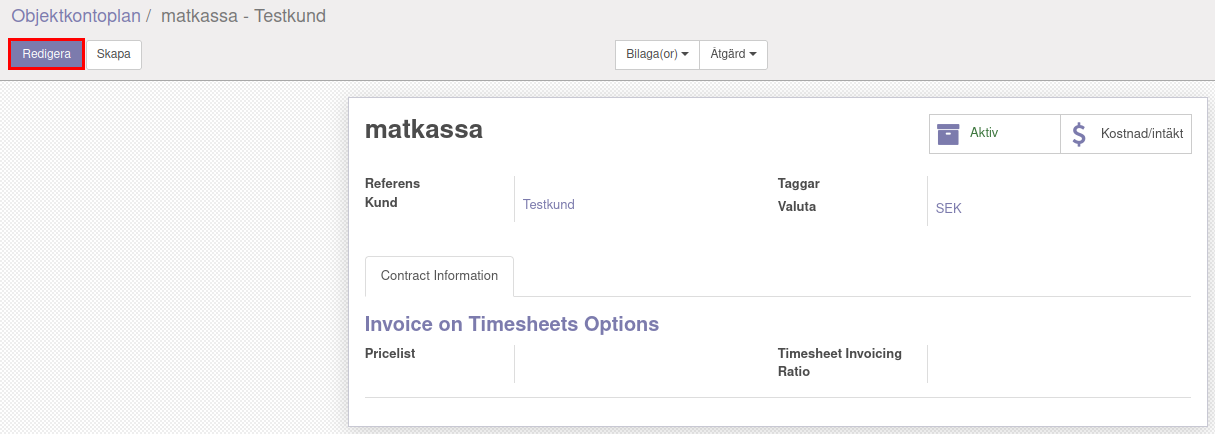 Objektkontoplan / matkassa - Testkund
Redigera Skapa Bilaga(or) Åtgärd
matkassa
Aktiv Kostnad/intäkt
Referens Taggar
Kund Testkund Valuta SEK
Contract Information
Invoice on Timesheets Options
Pricelist Timesheet Invoicing
Ratio